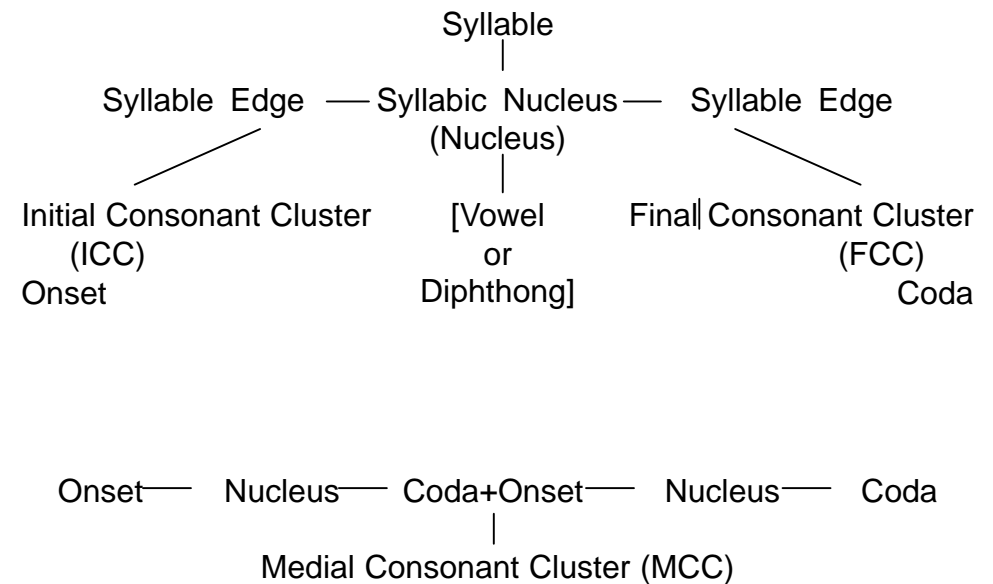 Syllable
Syllable Edge Syllabic Nucleus Syllable Edge
(Nucleus)
Initial Consonant Cluster [Vowel Final Consonant Cluster
(ICC) or (FCC)
Onset Diphthong] Coda
Onset Nucleus Coda+Onset Nucleus Coda
Medial Consonant Cluster (MCC)